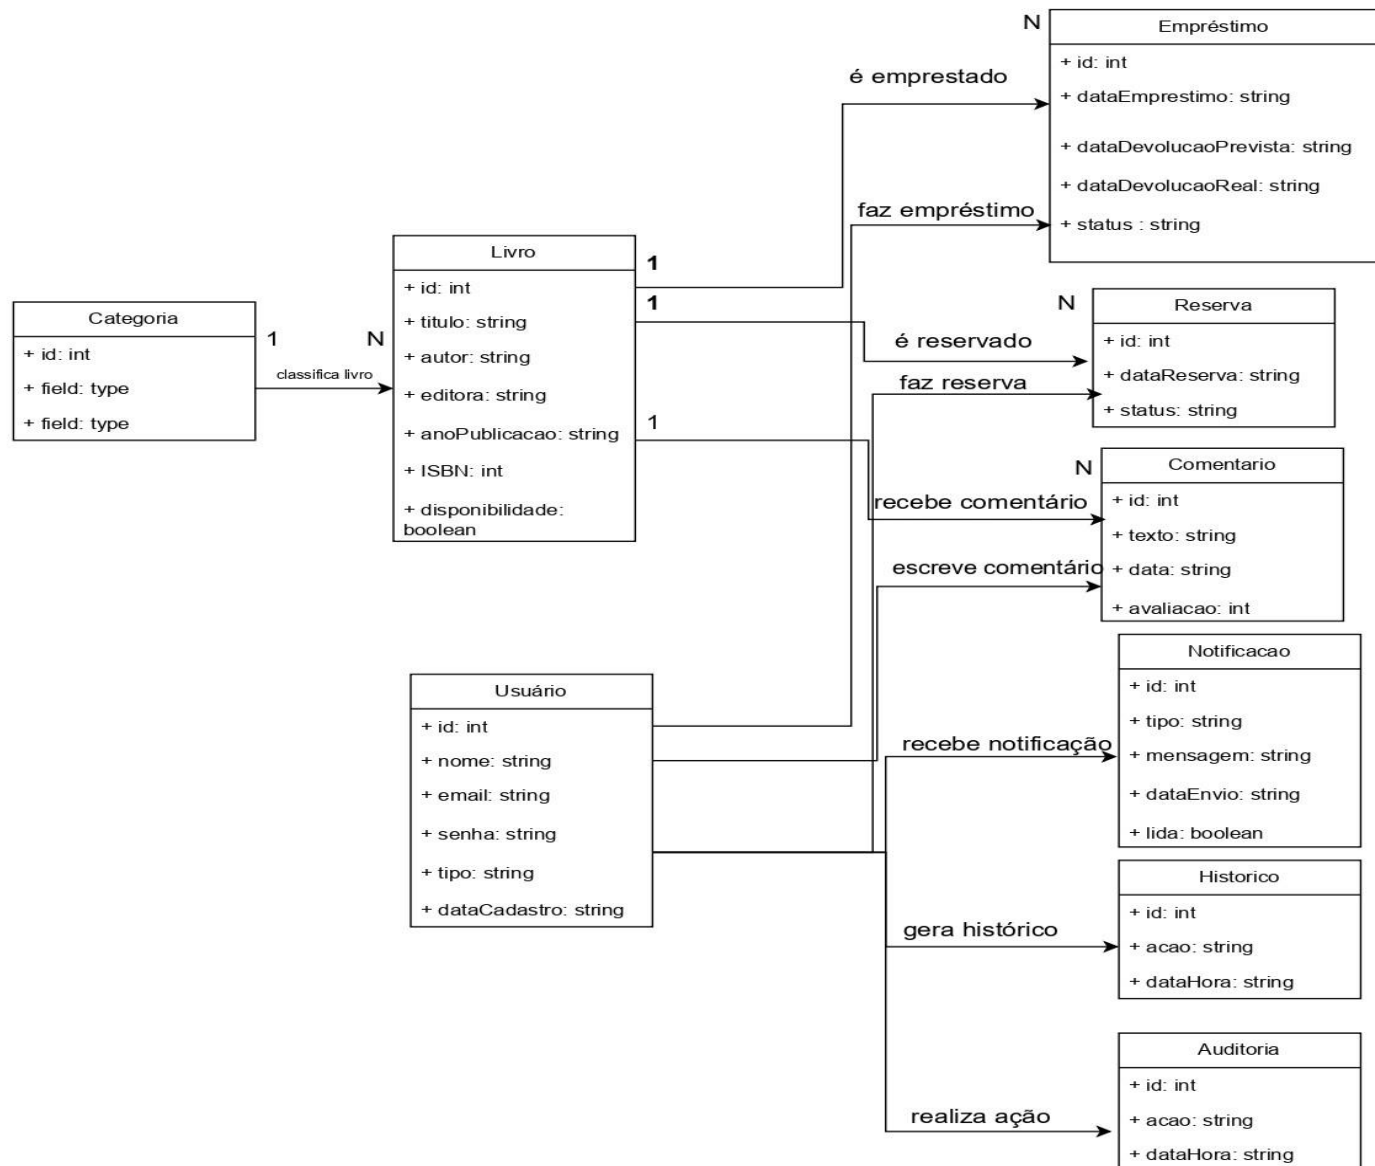 N
Empréstimo
+ id: int
+ dataEmprestimo: string
+ dataDevolucaoPrevista: string
+ dataDevolucaoReal: string
+ status : string
é emprestado
faz empréstimo
Livro
+ id: int
+ titulo: string
+ autor: string
+ editora: string
+ anoPublicacao: string
+ ISBN: int
+ disponibilidade:
boolean
1
1
1
Categoria
+ id: int
+ field: type
+ field: type
1
N
classifica livro
N
Reserva
+ id: int
+ dataReserva: string
+ status: string
é reservado
faz reserva
N
Comentario
+ id: int
+ texto: string
+ data: string
+ avaliacao: int
recebe comentário
escreve comentário
Usuário
+ id: int
+ nome: string
+ email: string
+ senha: string
+ tipo: string
+ dataCadastro: string
Notificacao
+ id: int
+ tipo: string
+ mensagem: string
+ dataEnvio: string
+ lida: boolean
recebe notificação
Historico
+ id: int
+ acao: string
+ dataHora: string
gera histórico
Auditoria
+ id: int
+ acao: string
+ dataHora: string
realiza ação